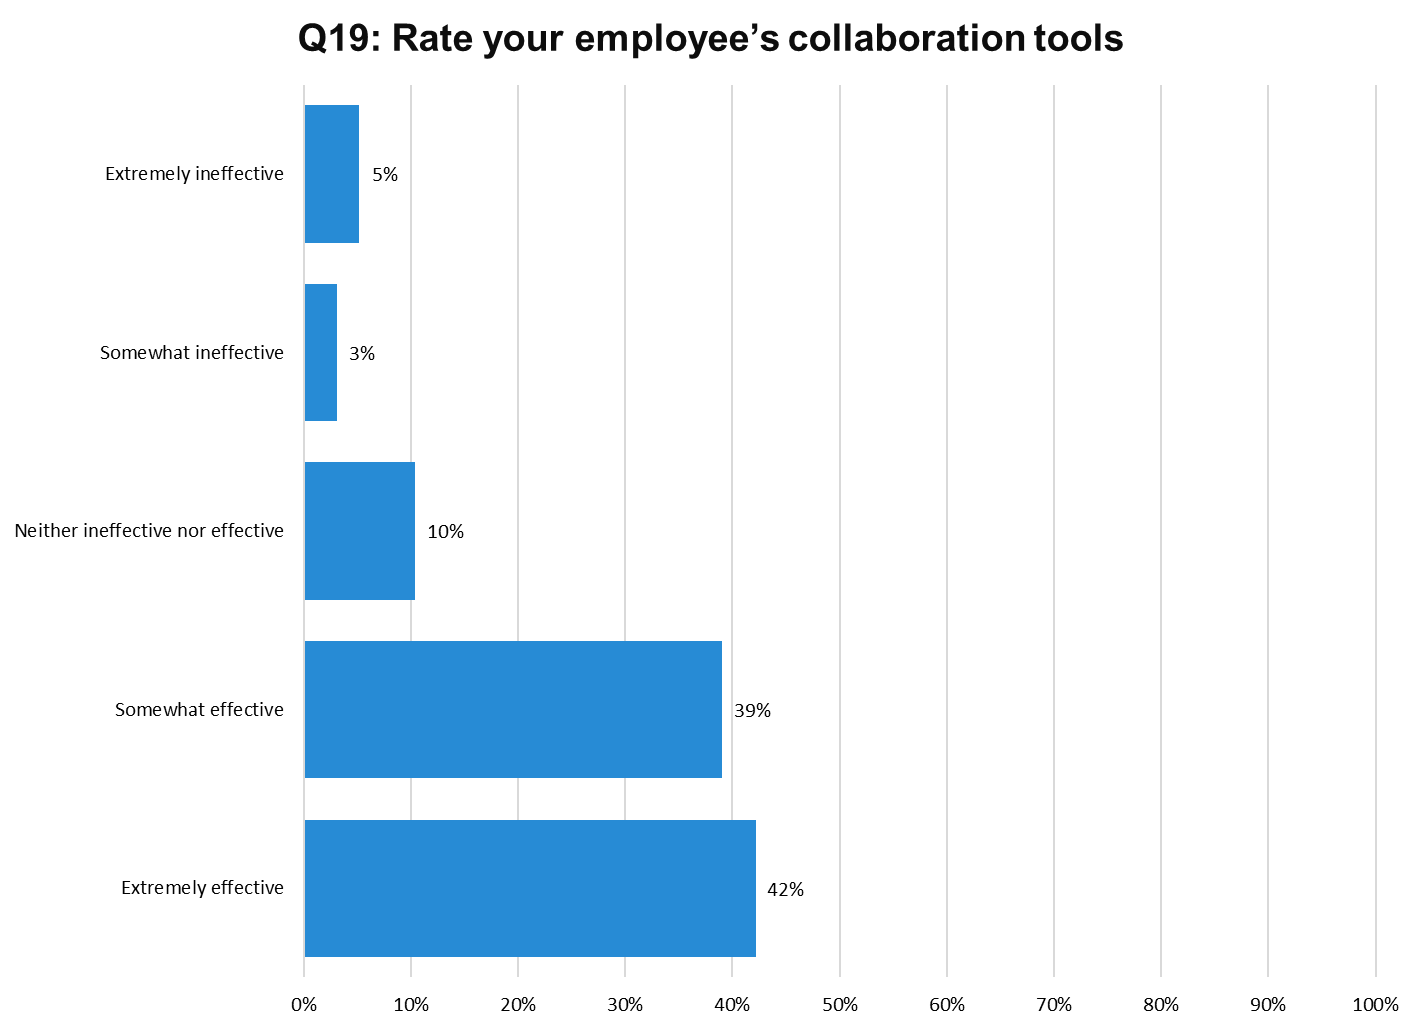 Q19: Rate your employee’s collaboration tools
Extremely ineffective 5%
Somewhat ineffective 3%
Neither ineffective nor effective 10%
Somewhat effective 39%
Extremely effective 42%
0% 10% 20% 30% 40% 50% 60% 70% 80% 90% 100%